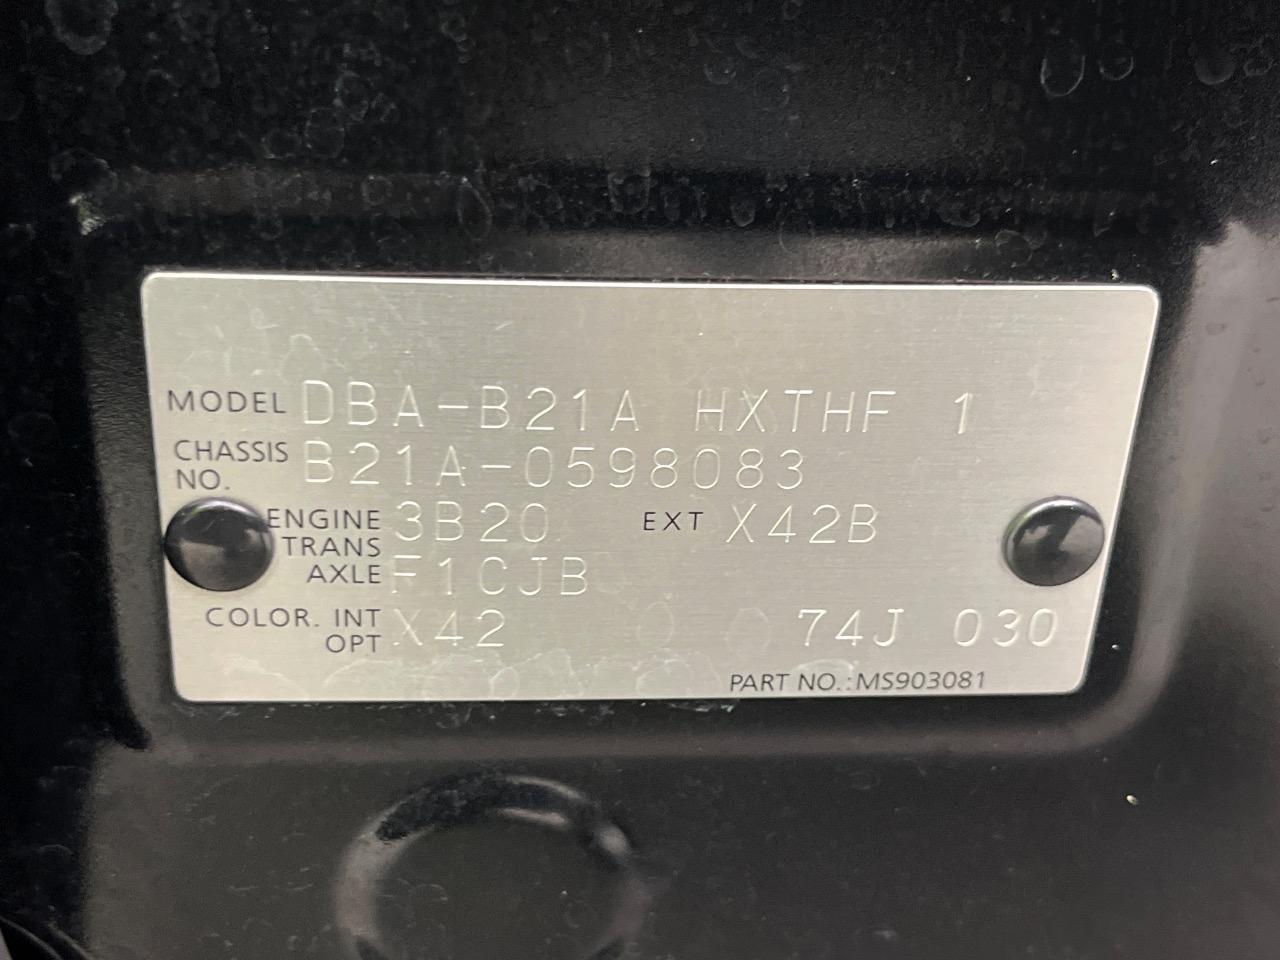 MODEL DBA-B21A HXTHF 1
CHASSIS NO. B21A-0598083
ENGINE 3B20 EXT X42B
TRANS AXLE F1CJB
COLOR. INT OPT X42 74J 030
PART NO.:MS903081